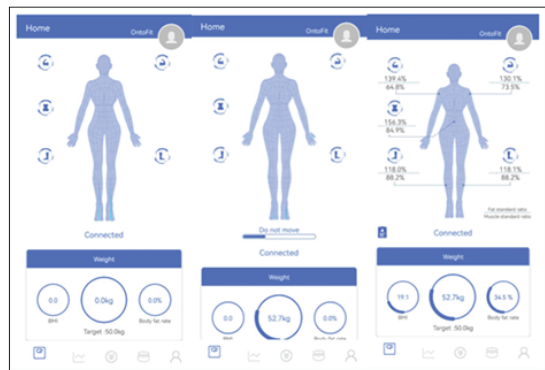 Home
OntoFit
Connected
Weight
0.0
0.0kg
0.0%
BMI
Body fat rate
Target: 50.0kg
Home
OntoFit
Do not move
Connected
Weight
0.0
52.7kg
0.0%
BMI
Body fat rate
Home
OntoFit
139.4%
64.8%
130.1%
73.5%
156.3%
84.9%
118.0%
88.2%
118.1%
88.2%
Fat standard ratio
Muscle standard ratio
Connected
Weight
19.1
52.7kg
34.5 %
BMI
Body fat rate
Target: 50.0kg